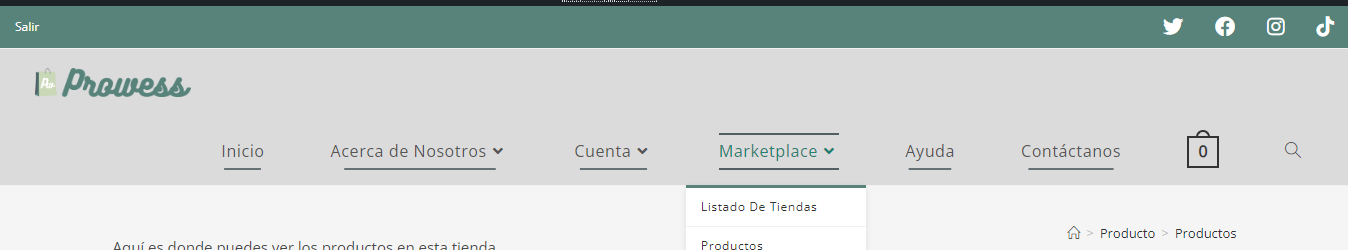 Salir
Prowess
Inicio
Acerca de Nosotros
Cuenta
Marketplace
Ayuda
Contáctanos
0
Listado De Tiendas
Productos
> Producto > Productos
Aquí es donde puedes ver los productos en esta tienda.